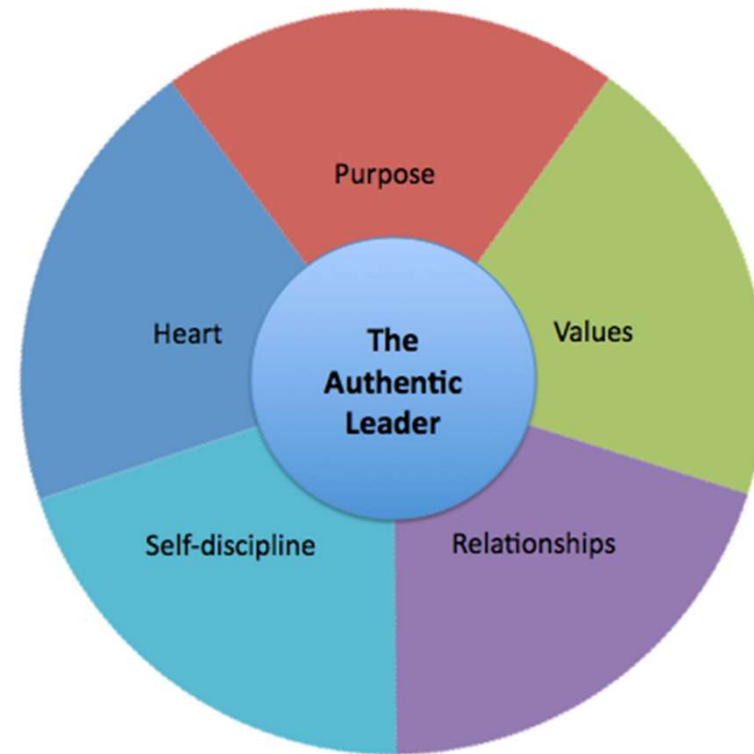 Purpose
Heart
The
Authentic
Leader
Values
Self-discipline
Relationships